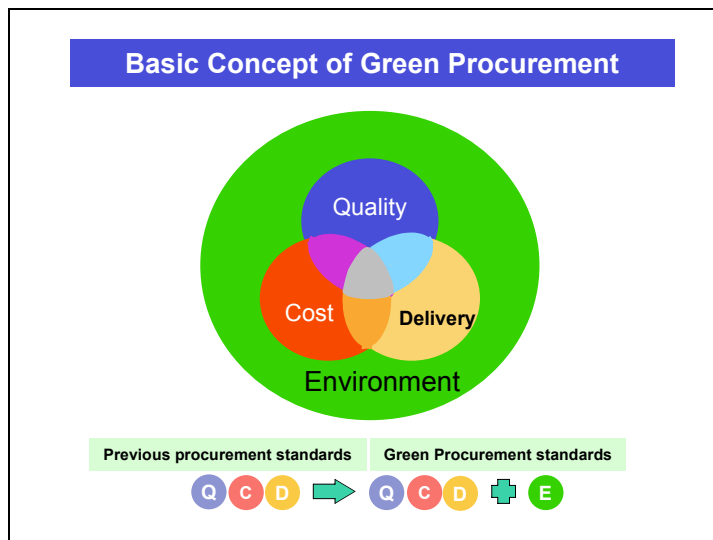 Basic Concept of Green Procurement
Quality
Cost
Delivery
Environment
Previous procurement standards
Green Procurement standards
Q C D
Q C D E